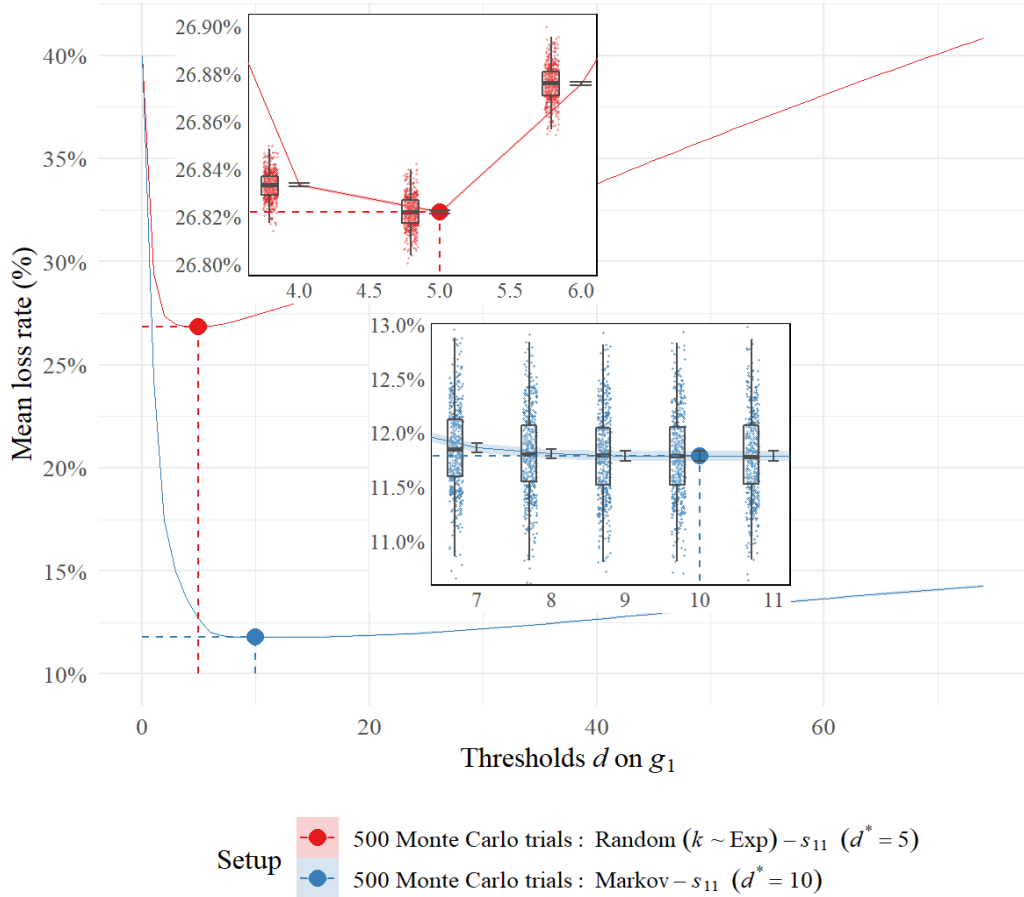 Mean loss rate (%)
40%
35%
30%
25%
20%
15%
10%
26.90%
26.88%
26.86%
26.84%
26.82%
26.80%
4.0 4.5 5.0 5.5 6.0
13.0%
12.5%
12.0%
11.5%
11.0%
7 8 9 10 11
0 20 40 60
Thresholds d on g₁
Setup
500 Monte Carlo trials : Random (k ~ Exp) – s₁₁ (d* = 5)
500 Monte Carlo trials : Markov – s₁₁ (d* = 10)